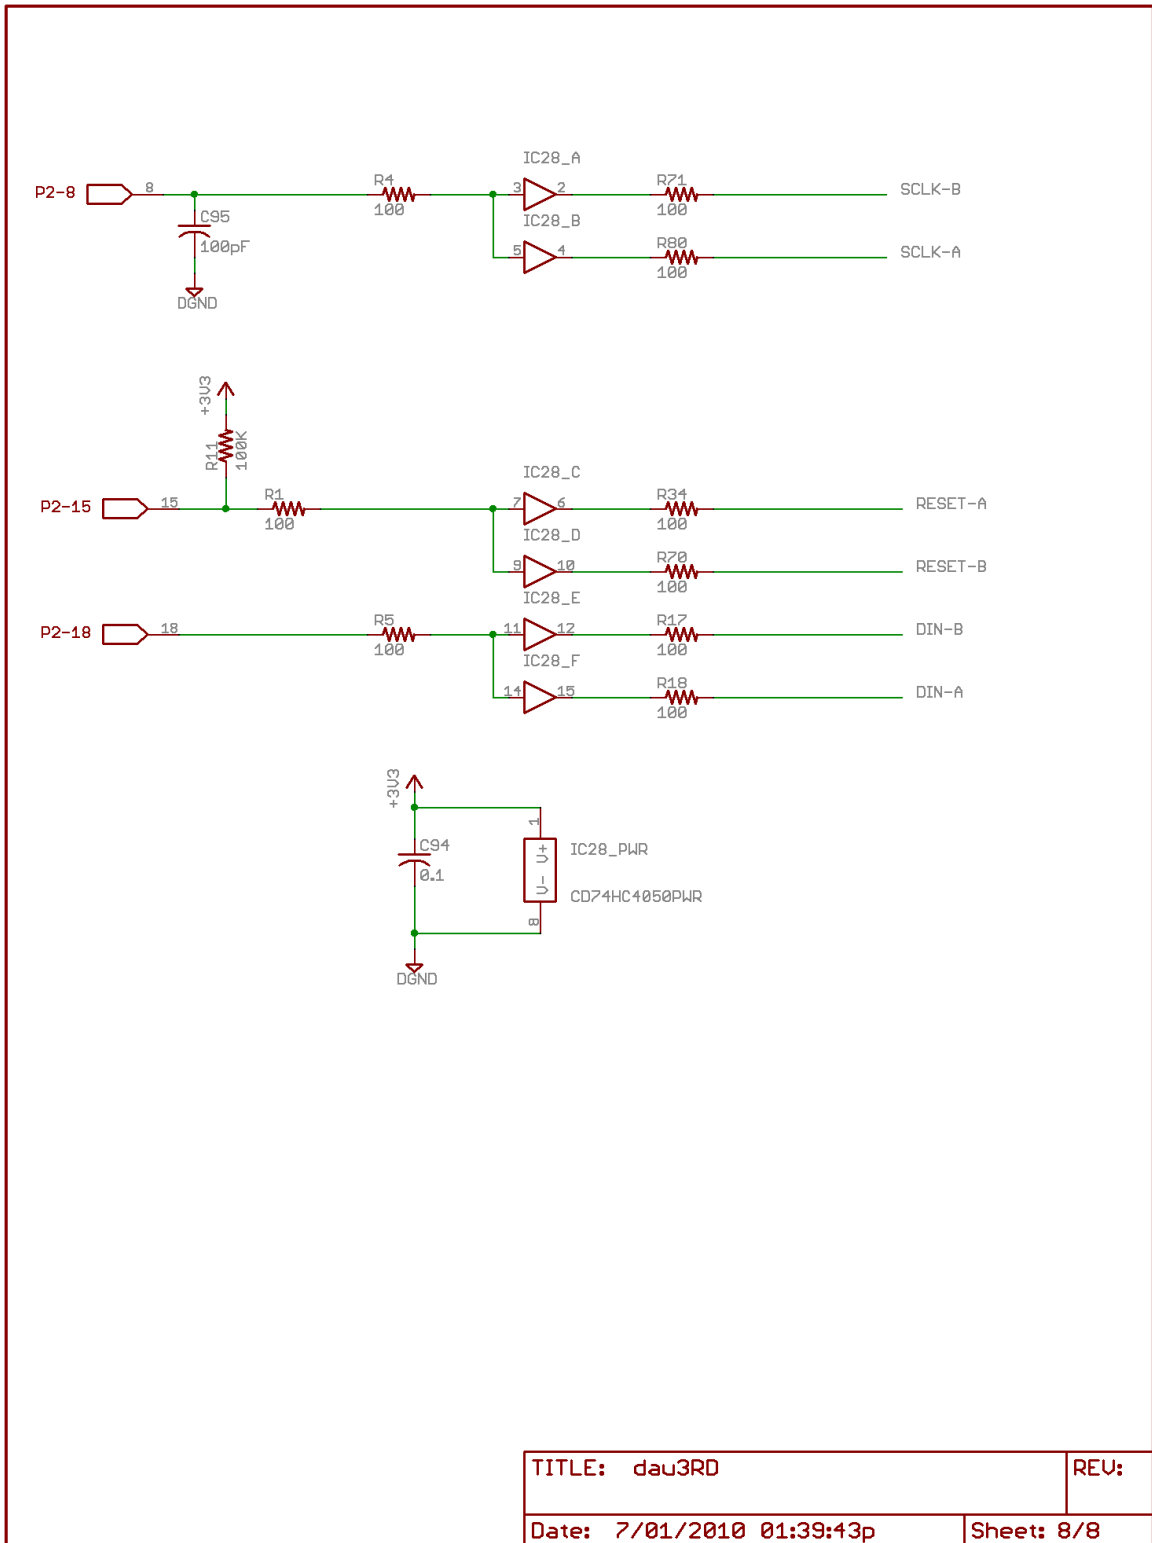 IC28_A
P2-8 8 R4 100 3 2 R71 100 SCLK-B
C95
100pF
DGND
IC28_B
5 4 R80 100 SCLK-A
+3V3
R11 100K
IC28_C
P2-15 15 R1 100 7 6 R34 100 RESET-A
IC28_D
9 10 R70 100 RESET-B
IC28_E
P2-18 18 R5 100 11 12 R17 100 DIN-B
IC28_F
14 15 R18 100 DIN-A
+3V3
1
C94
0.1
V+
V-
IC28_PWR
CD74HC4050PWR
8
DGND
TITLE: dau3RD
REV:
Date: 7/01/2010 01:39:43p
Sheet: 8/8